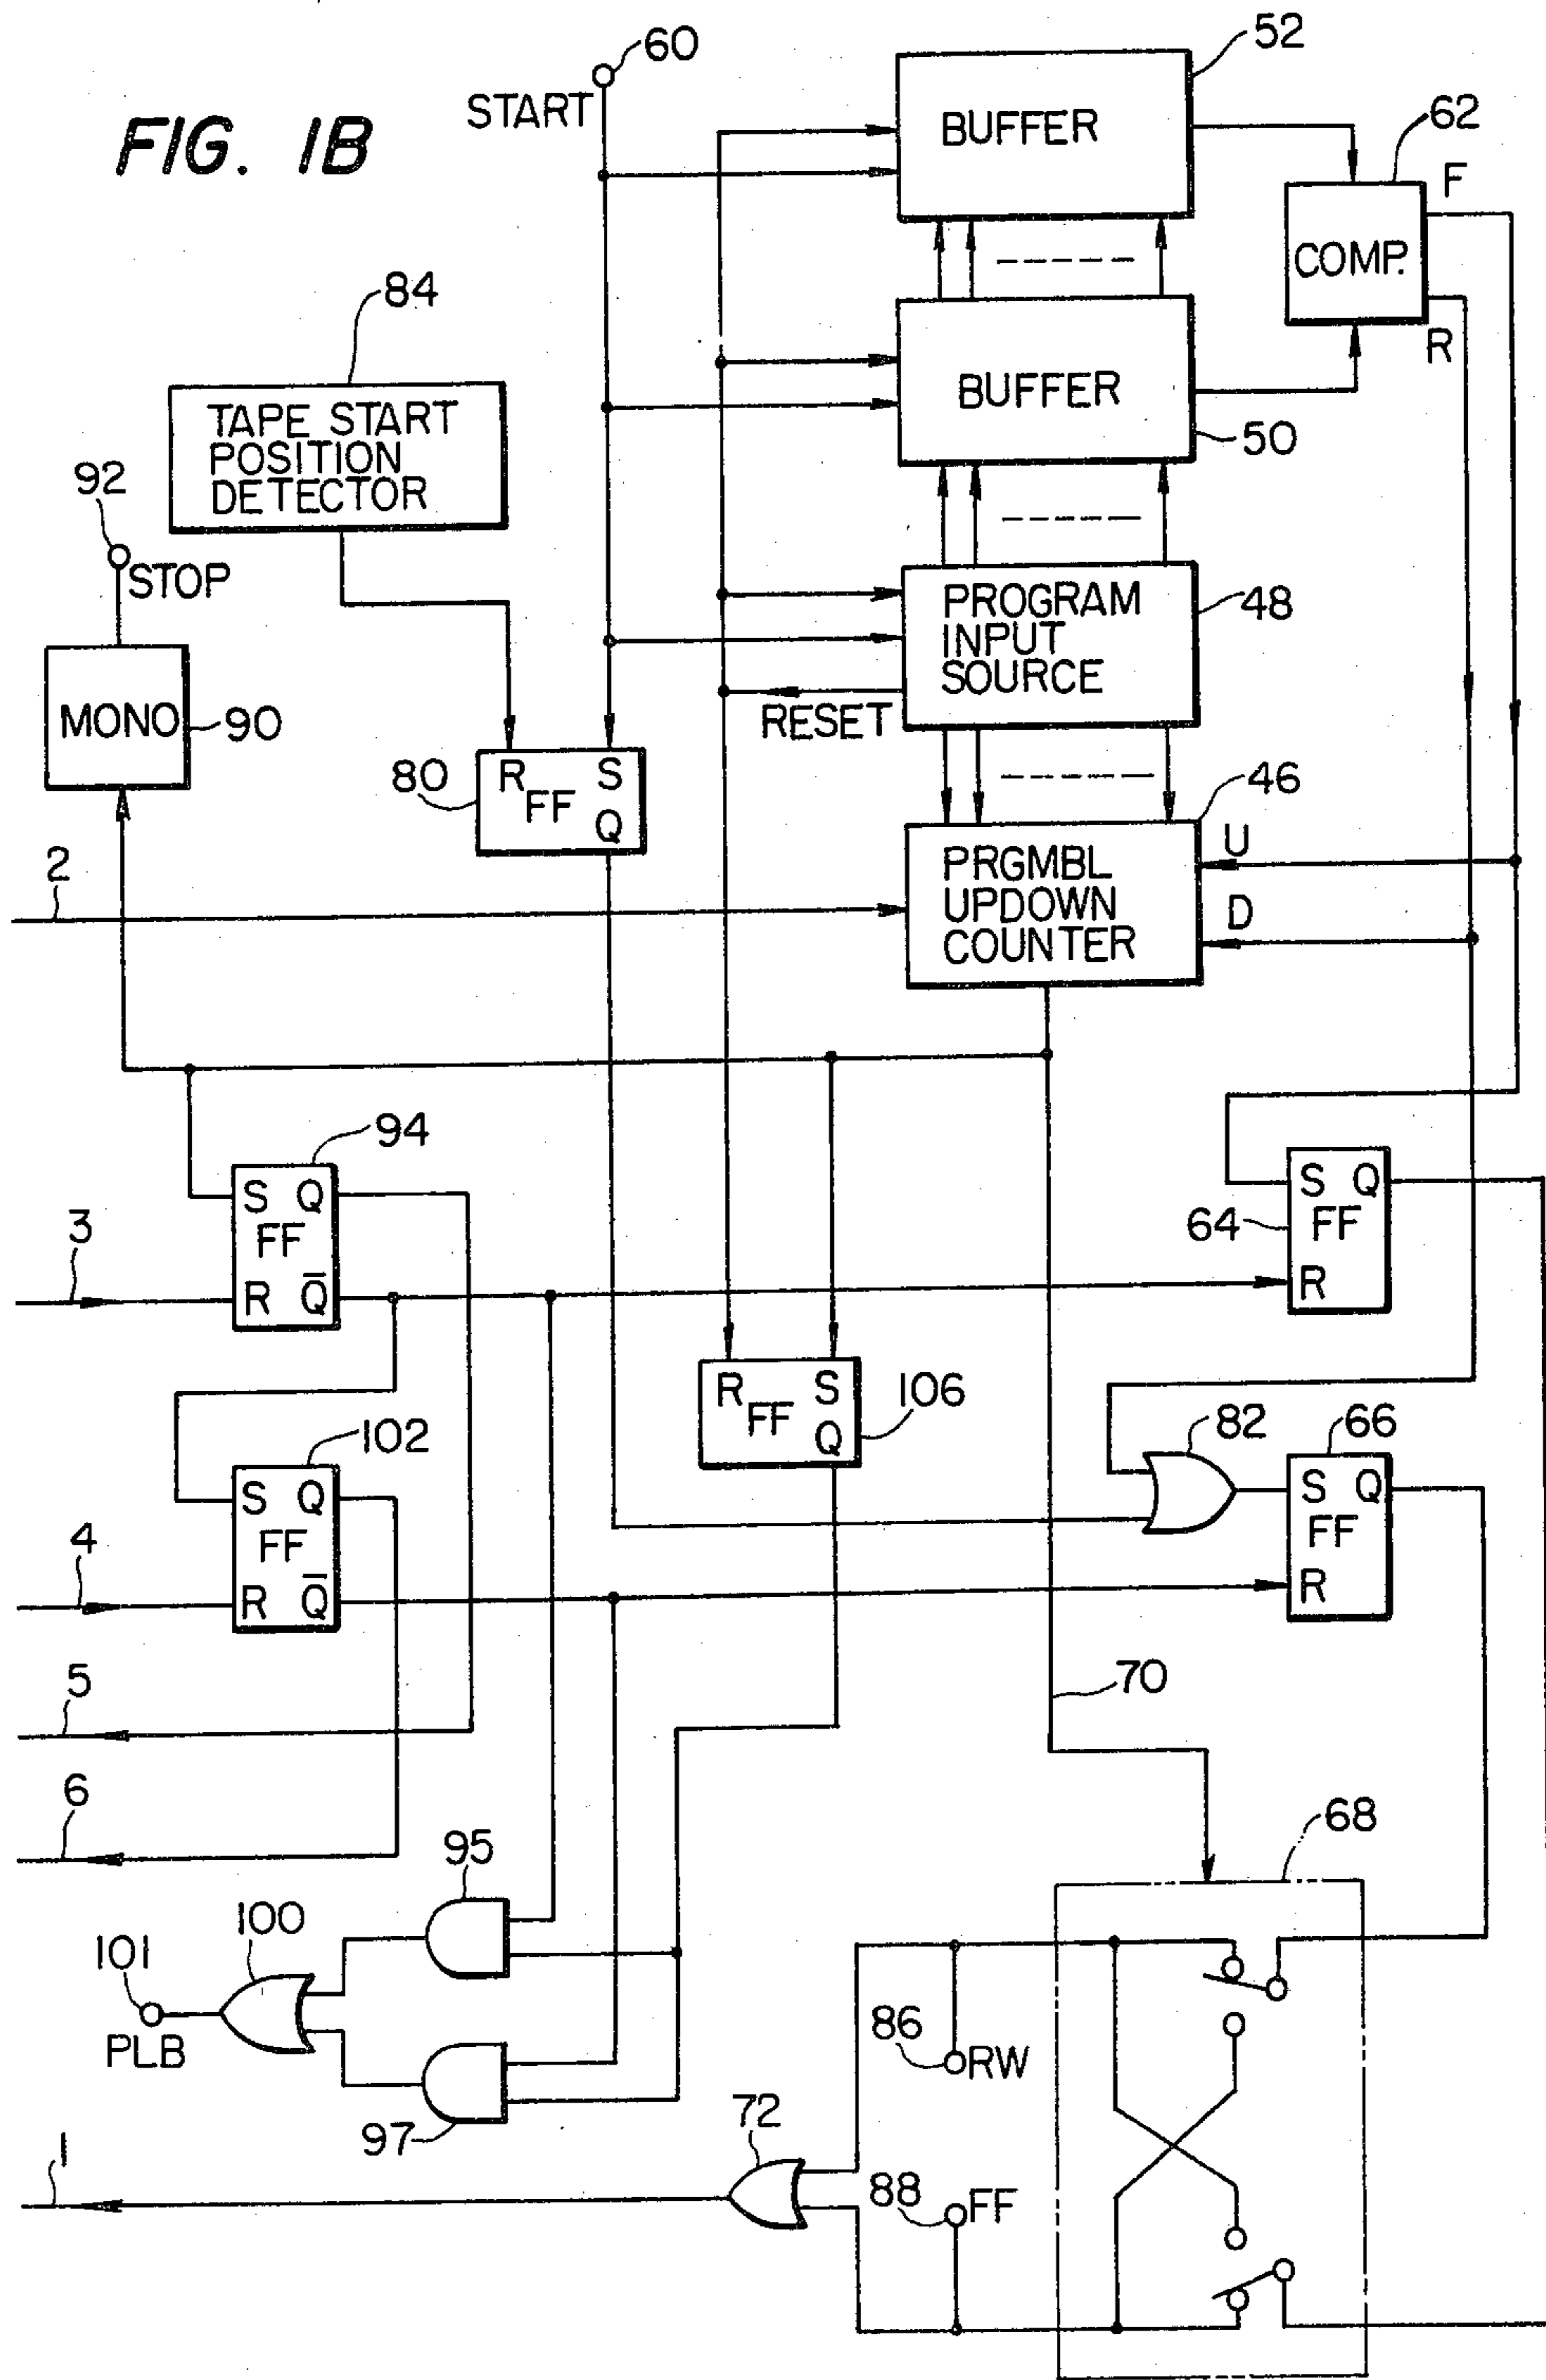 FIG. 1B
60
START
52
BUFFER
62
F
COMP.
R
84
TAPE START
POSITION
DETECTOR
BUFFER
50
92
STOP
PROGRAM
INPUT
SOURCE
48
RESET
MONO
90
80
R S
FF
Q
46
2
PRGMBL
UPDOWN
COUNTER
U
D
94
S Q
FF
R Q̅
3
64
S Q
FF
R
102
S Q
FF
R Q̅
4
R S
FF
Q
106
82
66
S Q
FF
R
5
70
6
95
68
100
101
PLB
86
RW
97
72
1
88
FF